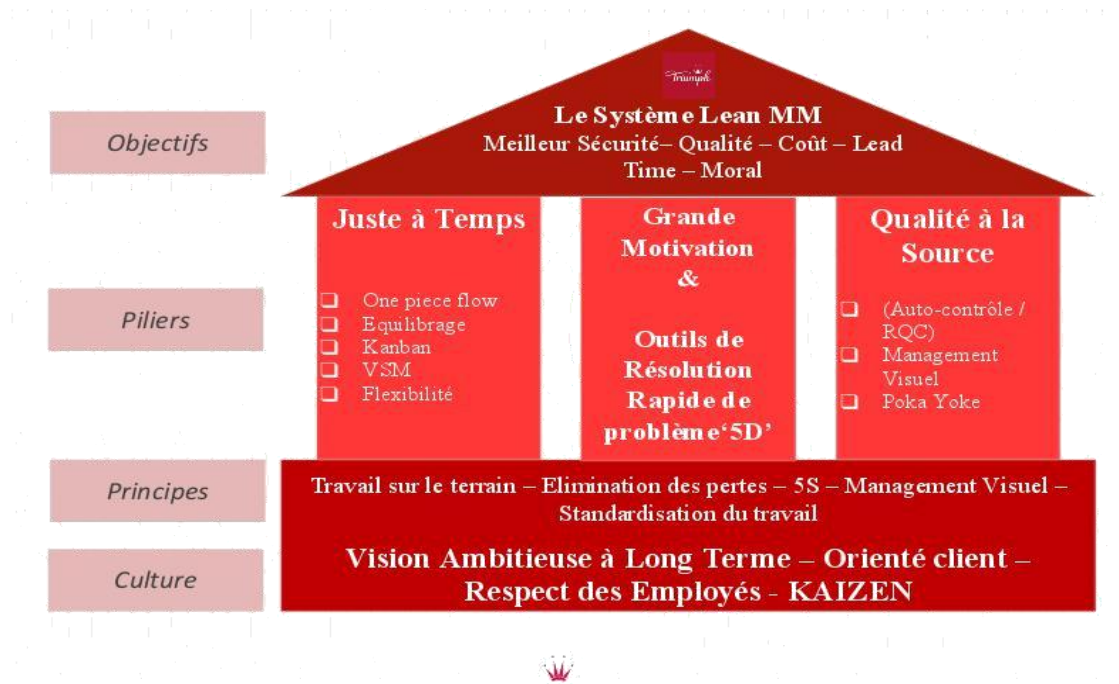 Triumph
Le Système Lean MM
Meilleur Sécurité– Qualité – Coût – Lead
Time – Moral
Objectifs
Juste à Temps
One piece flow
Equilibrage
Kanban
VSM
Flexibilité
Grande
Motivation
&
Outils de
Résolution
Rapide de
problème‘5D’
Qualité à la
Source
(Auto-contrôle /
RQC)
Management
Visuel
Poka Yoke
Piliers
Principes
Travail sur le terrain – Elimination des pertes – 5S – Management Visuel –
Standardisation du travail
Culture
Vision Ambitieuse à Long Terme – Orienté client –
Respect des Employés - KAIZEN